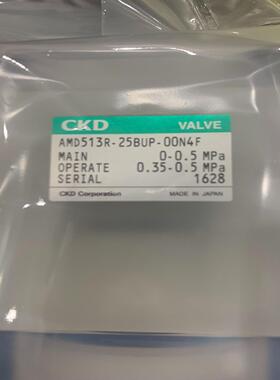 CKD VALVE
AMD513R-25BUP-00N4F
MAIN 0-0.5 MPa
OPERATE 0.35-0.5 MPa
SERIAL 1628
CKD Corporation MADE IN JAPAN